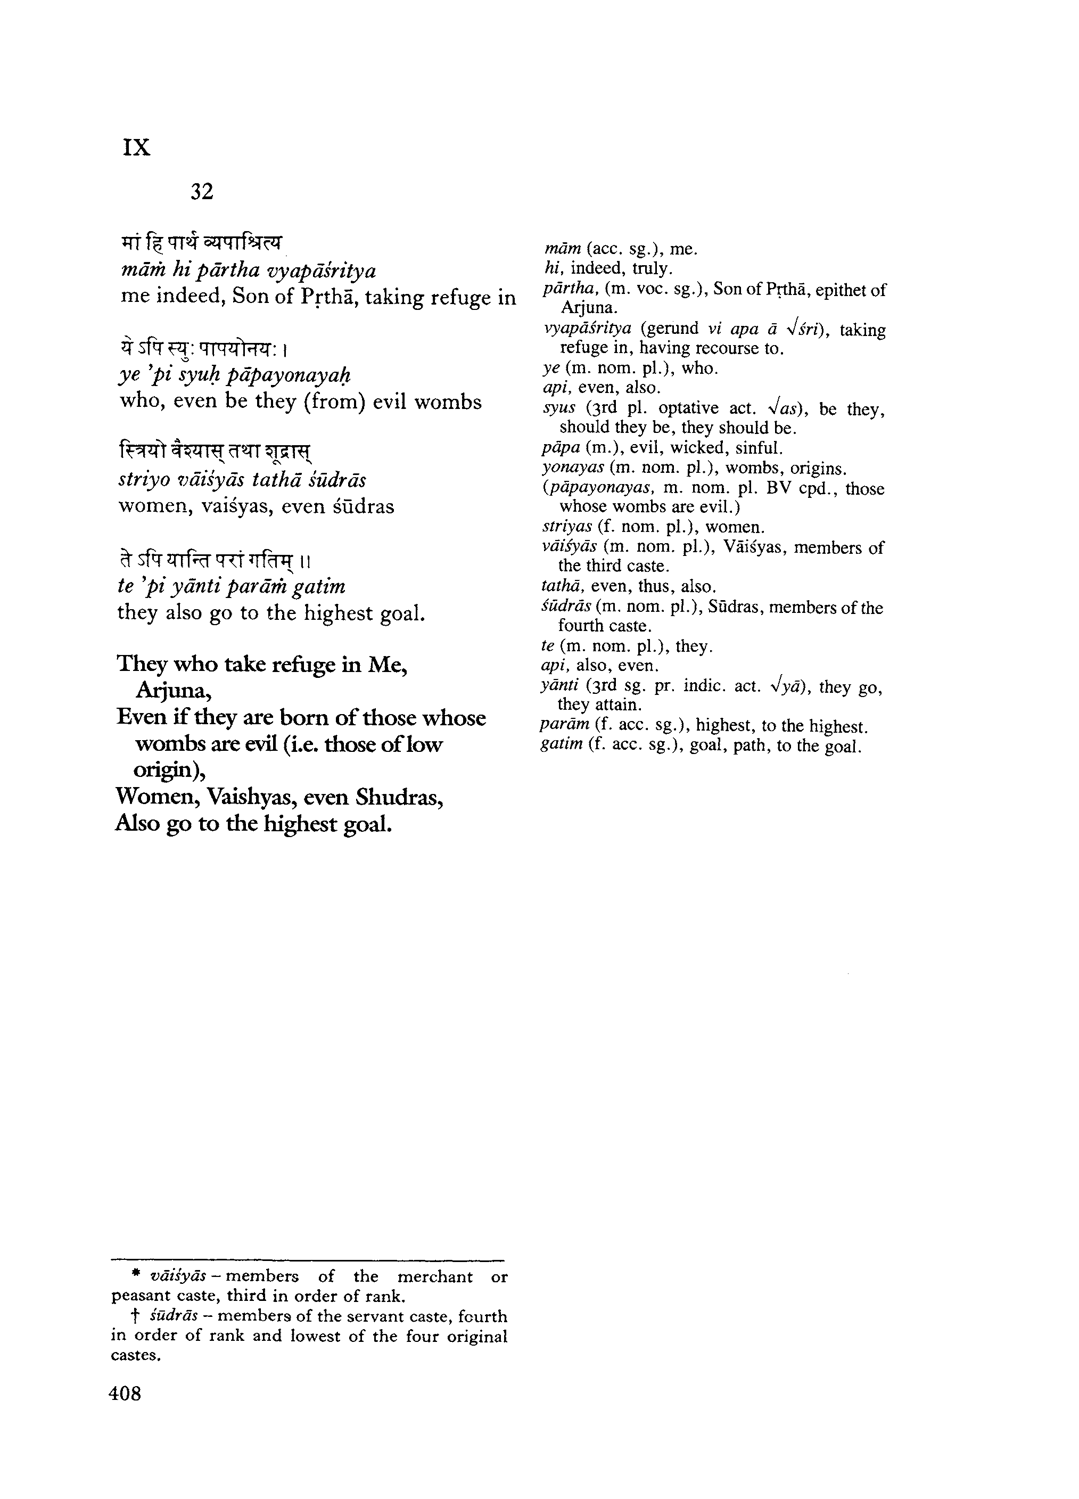 IX
32
मां हि पार्थ व्यपाश्रित्य
māṁ hi pārtha vyapāśritya
me indeed, Son of Pṛthā, taking refuge in
ये ऽपि स्युः पापयोनयः ।
ye ’pi syuḥ pāpayonayaḥ
who, even be they (from) evil wombs
स्त्रियो वैश्यास् तथा शूद्रास्
striyo vāiśyās tathā śūdrās
women, vaiśyas, even śūdras
ते ऽपि यान्ति परां गतिम् ॥
te ’pi yānti parāṁ gatim
they also go to the highest goal.
They who take refuge in Me,
Arjuna,
Even if they are born of those whose
wombs are evil (i.e. those of low
origin),
Women, Vaishyas, even Shudras,
Also go to the highest goal.
mām (acc. sg.), me.
hi, indeed, truly.
pārtha, (m. voc. sg.), Son of Pṛthā, epithet of
Arjuna.
vyapāśritya (gerund vi apa ā √śri), taking
refuge in, having recourse to.
ye (m. nom. pl.), who.
api, even, also.
syus (3rd pl. optative act. √as), be they,
should they be, they should be.
pāpa (m.), evil, wicked, sinful.
yonayas (m. nom. pl.), wombs, origins.
(pāpayonayas, m. nom. pl. BV cpd., those
whose wombs are evil.)
striyas (f. nom. pl.), women.
vāiśyās (m. nom. pl.), Vāiśyas, members of
the third caste.
tathā, even, thus, also.
śūdrās (m. nom. pl.), Sūdras, members of the
fourth caste.
te (m. nom. pl.), they.
api, also, even.
yānti (3rd sg. pr. indic. act. √yā), they go,
they attain.
parām (f. acc. sg.), highest, to the highest.
gatim (f. acc. sg.), goal, path, to the goal.
* vāiśyās – members of the merchant or
peasant caste, third in order of rank.
† śūdrās – members of the servant caste, fourth
in order of rank and lowest of the four original
castes.
408